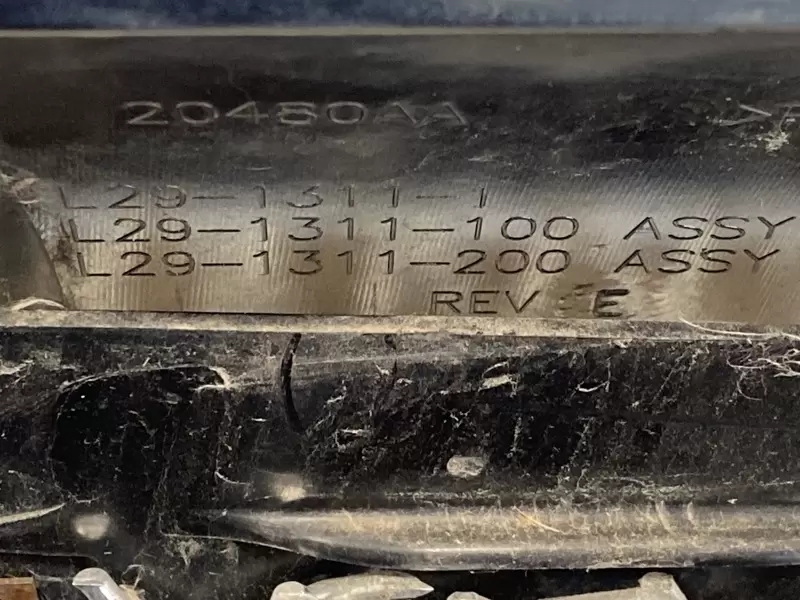 20480AA >P
L29-1311-1
L29-1311-100 ASSY
L29-1311-200 ASSY
REV E